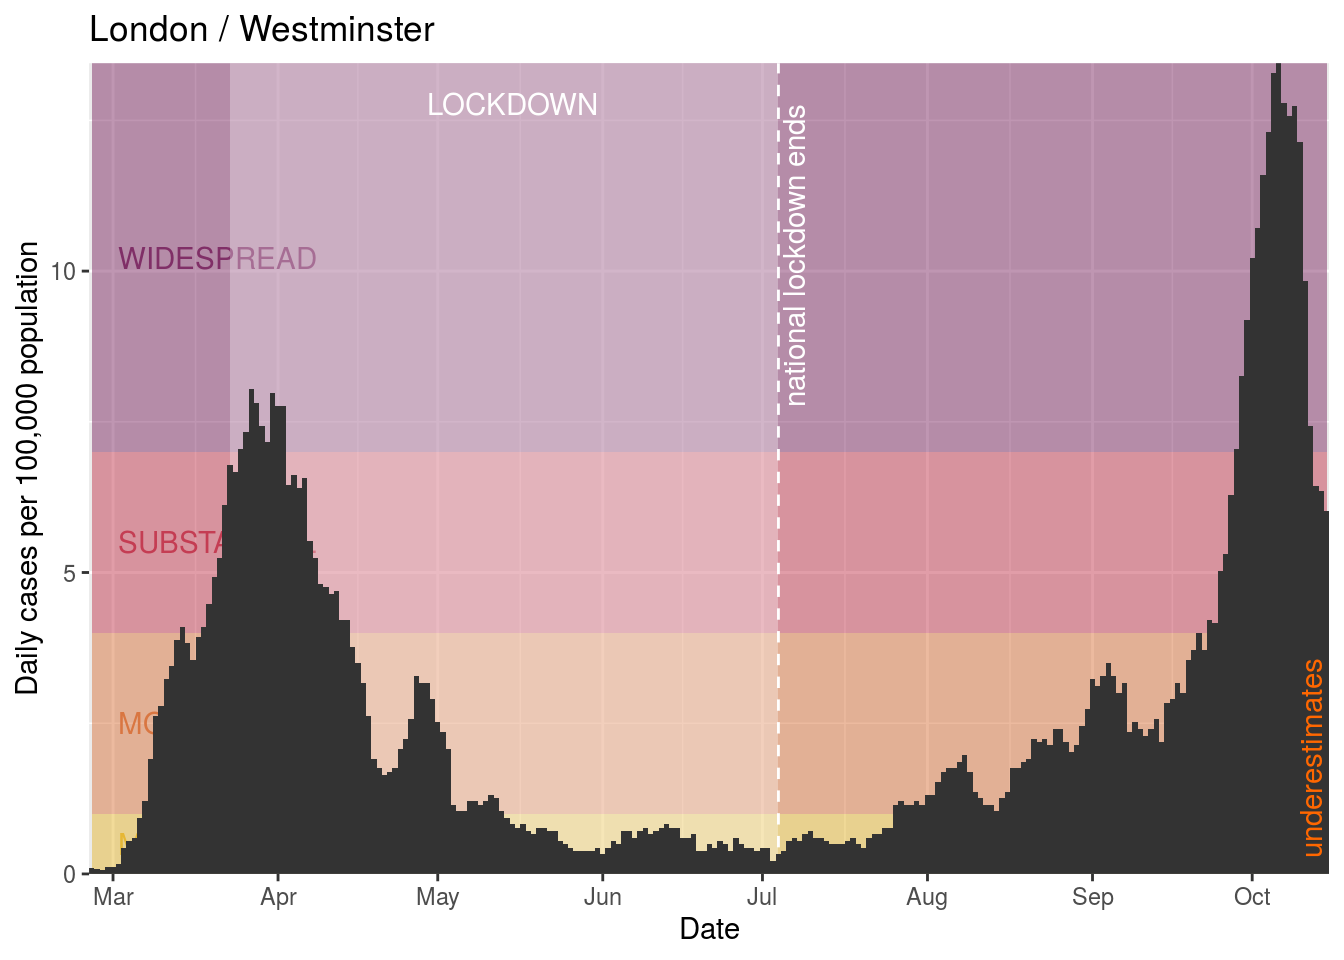 London / Westminster
LOCKDOWN
national lockdown ends
WIDESPREAD
Daily cases per 100,000 population
10
5
0
underestimates
Mar Apr May Jun Jul Aug Sep Oct
Date